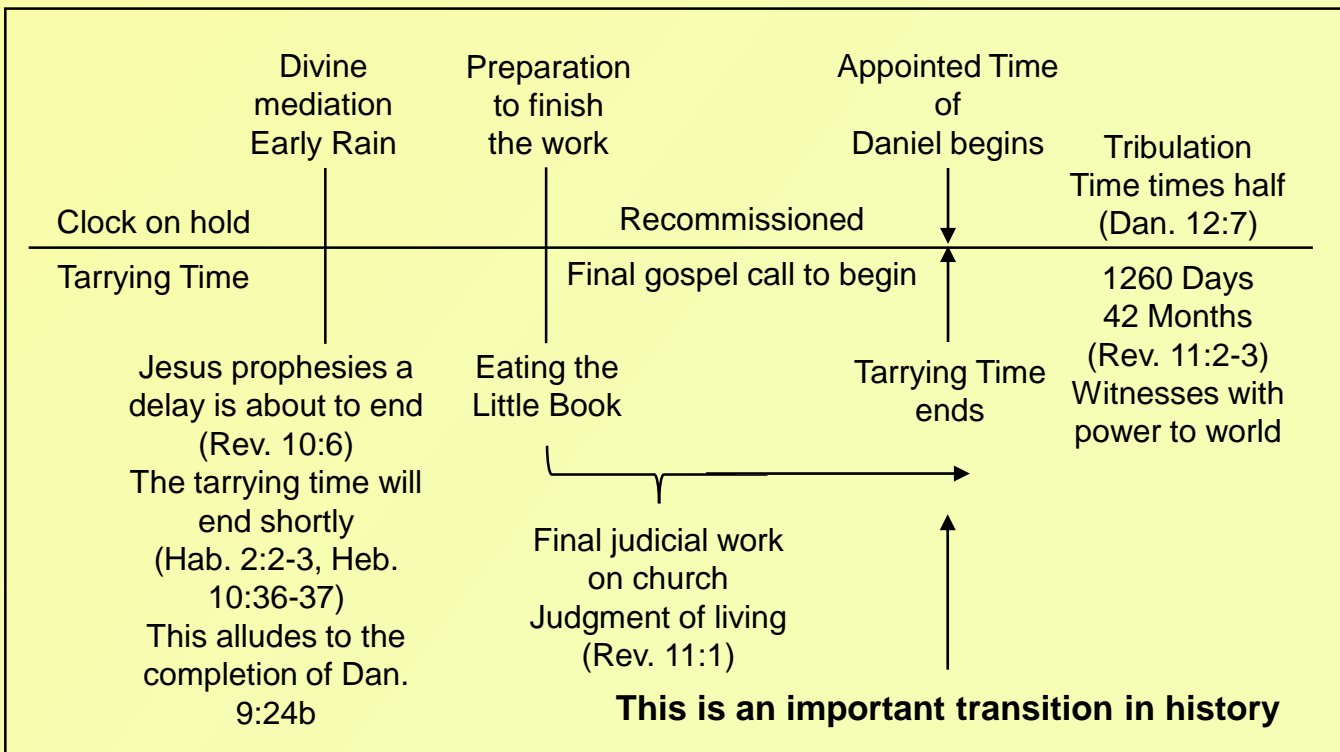 Divine
mediation
Early Rain
Preparation
to finish
the work
Appointed Time
of
Daniel begins
Tribulation
Time times half
(Dan. 12:7)
Clock on hold
Recommissioned
Tarrying Time
Final gospel call to begin
1260 Days
42 Months
(Rev. 11:2-3)
Witnesses with
power to world
Jesus prophesies a
delay is about to end
(Rev. 10:6)
The tarrying time will
end shortly
(Hab. 2:2-3, Heb.
10:36-37)
This alludes to the
completion of Dan.
9:24b
Eating the
Little Book
Tarrying Time
ends
Final judicial work
on church
Judgment of living
(Rev. 11:1)
This is an important transition in history